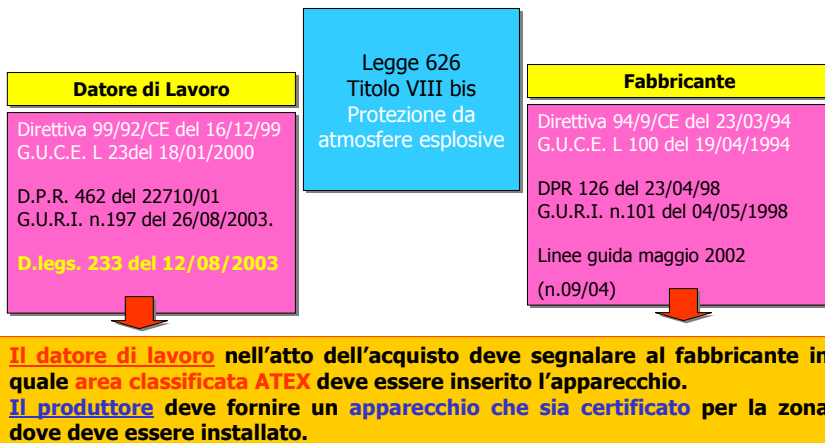 Legge 626
Titolo VIII bis
Protezione da
atmosfere esplosive
Datore di Lavoro
Direttiva 99/92/CE del 16/12/99
G.U.C.E. L 23del 18/01/2000
D.P.R. 462 del 22710/01
G.U.R.I. n.197 del 26/08/2003.
D.legs. 233 del 12/08/2003
Fabbricante
Direttiva 94/9/CE del 23/03/94
G.U.C.E. L 100 del 19/04/1994
DPR 126 del 23/04/98
G.U.R.I. n.101 del 04/05/1998
Linee guida maggio 2002
(n.09/04)
Il datore di lavoro nell'atto dell'acquisto deve segnalare al fabbricante in
quale area classificata ATEX deve essere inserito l'apparecchio.
Il produttore deve fornire un apparecchio che sia certificato per la zona
dove deve essere installato.